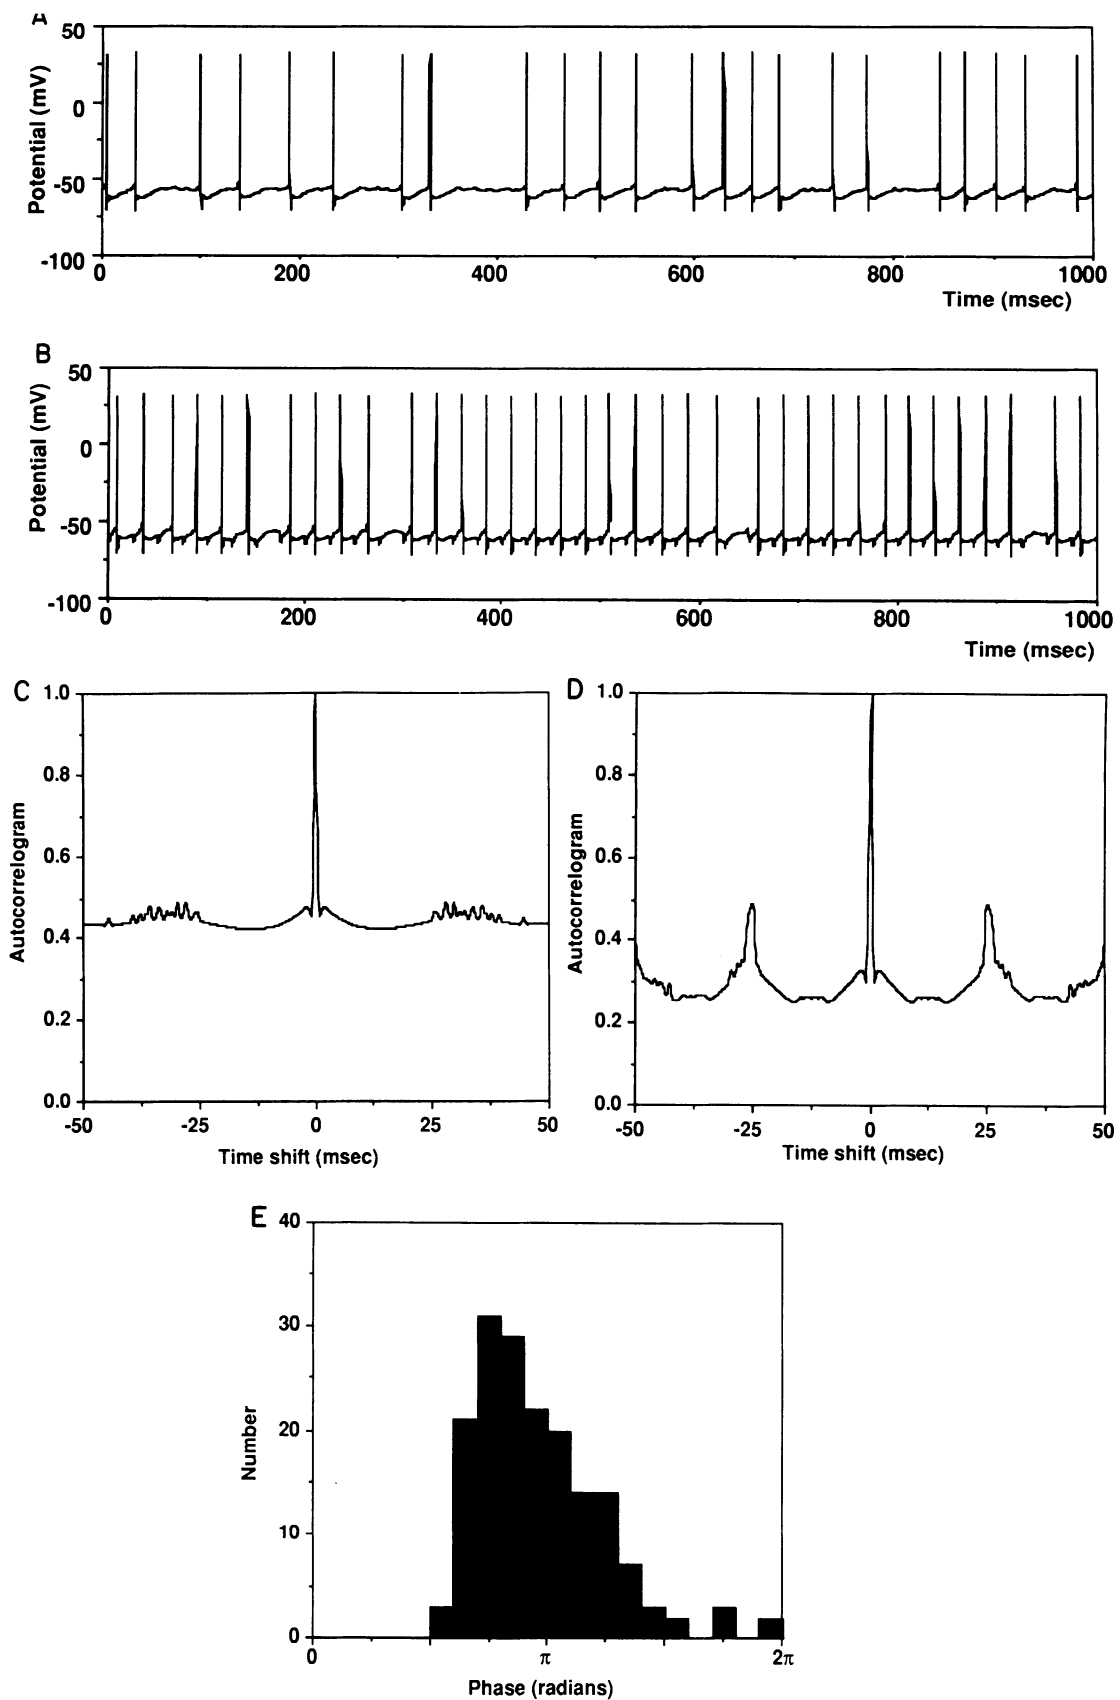 A
50
0
-50
-100
Potential (mV)
0 200 400 600 800 1000
Time (msec)
B
50
0
-50
-100
Potential (mV)
0 200 400 600 800 1000
Time (msec)
C
1.0
0.8
0.6
0.4
0.2
0.0
Autocorrelogram
-50 -25 0 25 50
Time shift (msec)
D
1.0
0.8
0.6
0.4
0.2
0.0
Autocorrelogram
-50 -25 0 25 50
Time shift (msec)
E
40
30
20
10
0
Number
0 π 2π
Phase (radians)